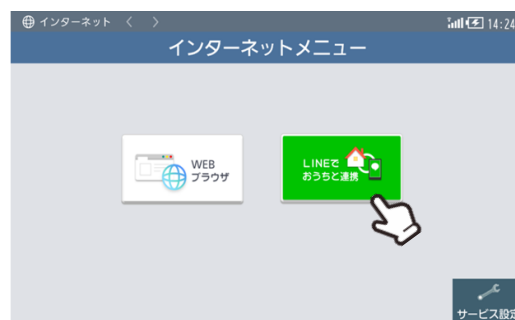 インターネット 〈 〉
14:24
インターネットメニュー
WEB
ブラウザ
LINEで
おうちと連携
サービス設定